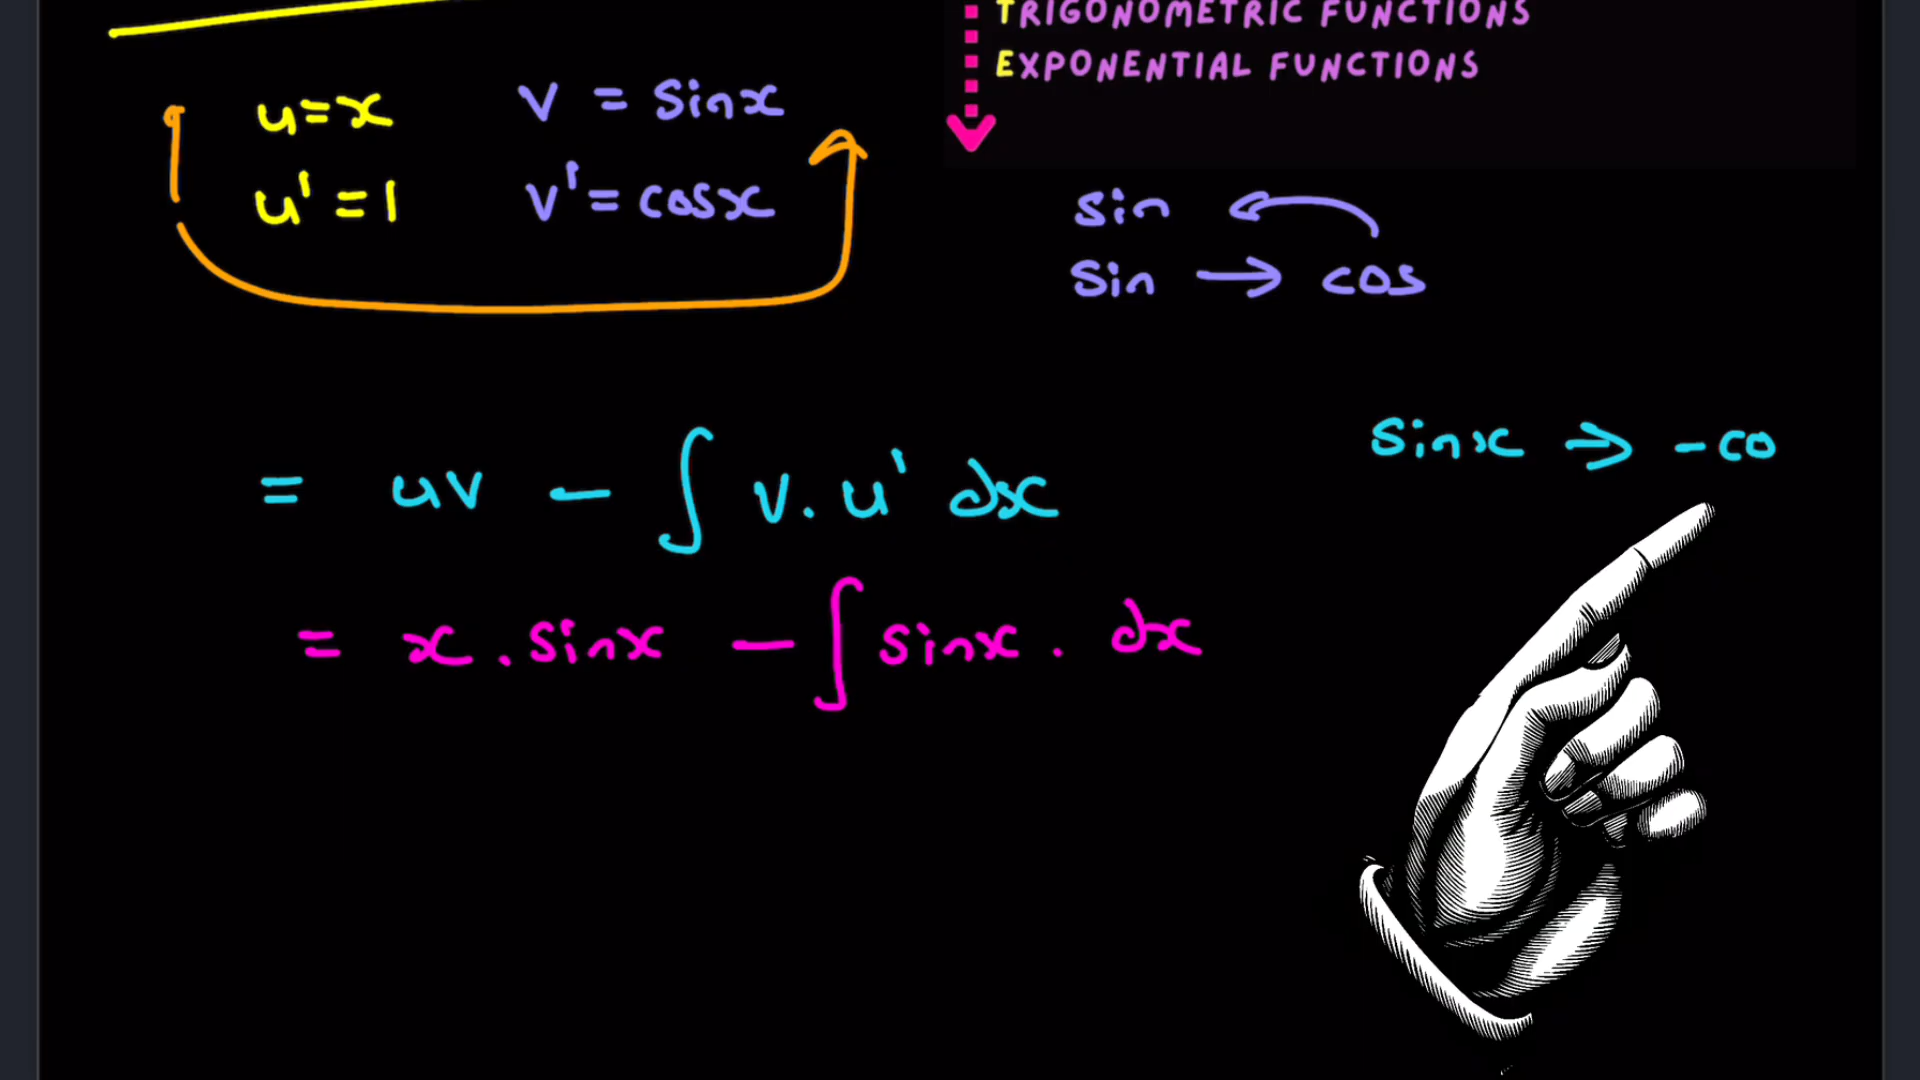 TRIGONOMETRIC FUNCTIONS
EXPONENTIAL FUNCTIONS
u=x v = sinx
u'=1 v'= cosx
sin
sin → cos
sinx → -co
= uv - ∫ v. u' dx
= x . sinx - ∫ sinx . dx